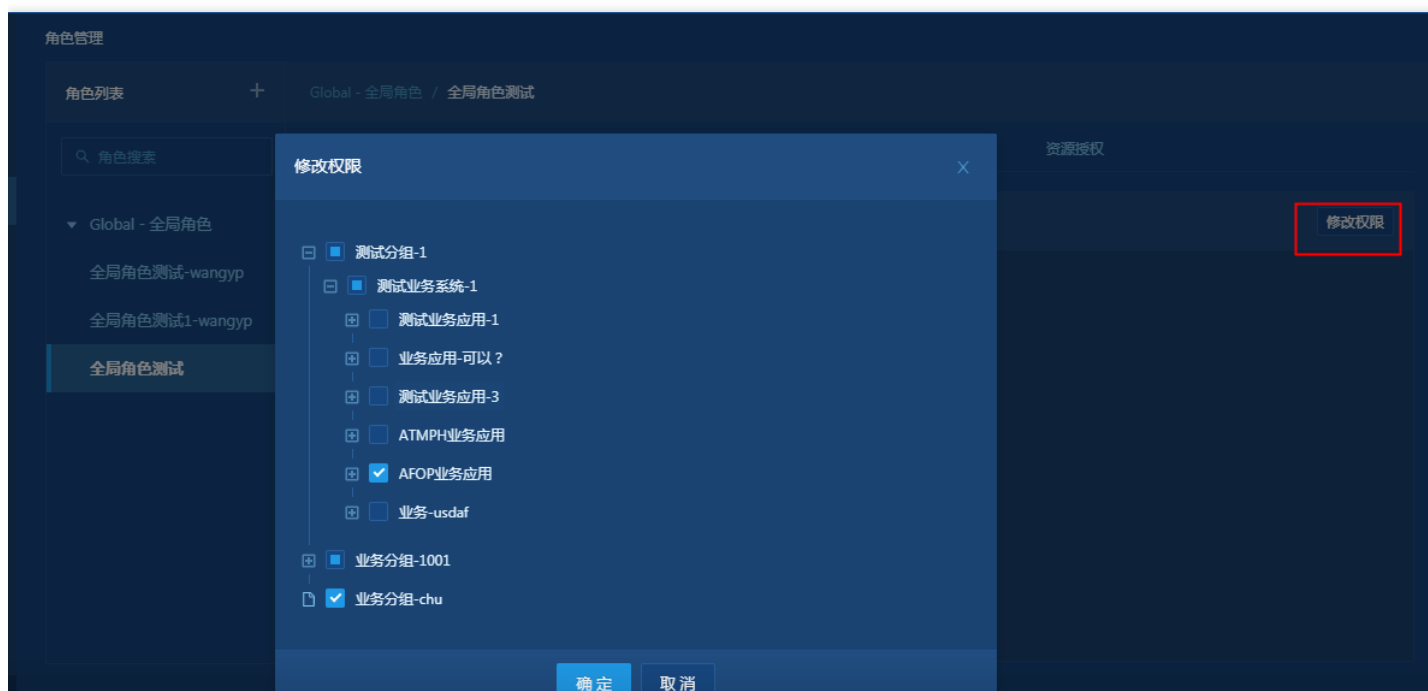 角色管理
角色列表
Global - 全局角色 / 全局角色测试
角色搜索
资源授权
修改权限
修改权限
Global - 全局角色
全局角色测试-wangyp
全局角色测试1-wangyp
全局角色测试
测试分组-1
测试业务系统-1
测试业务应用-1
业务应用-可以？
测试业务应用-3
ATMPH业务应用
AFOP业务应用
业务-usdaf
业务分组-1001
业务分组-chu
确定 取消